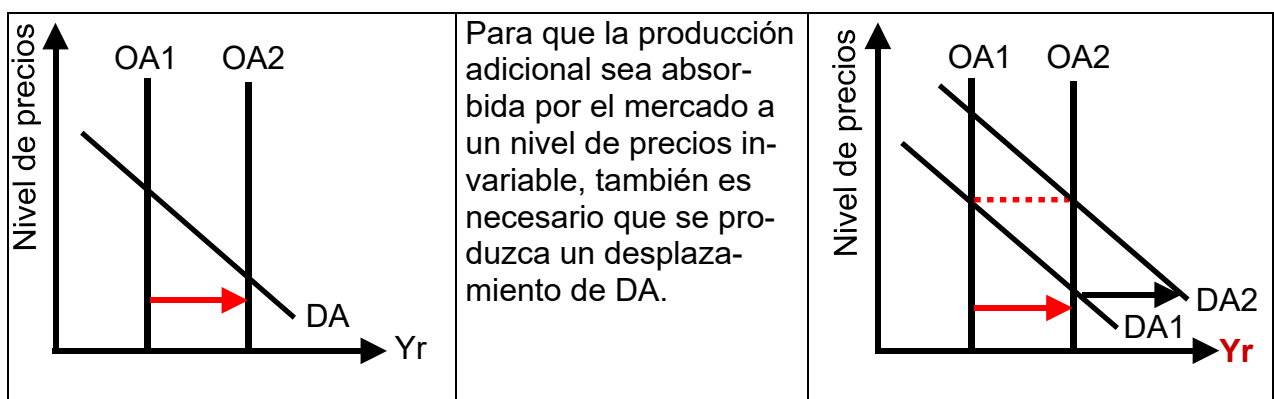 Nivel de precios
OA1 OA2
DA
Yr
Para que la producción
adicional sea absor-
bida por el mercado a
un nivel de precios in-
variable, también es
necesario que se pro-
duzca un desplaza-
miento de DA.
Nivel de precios
OA1 OA2
DA2
DA1
Yr